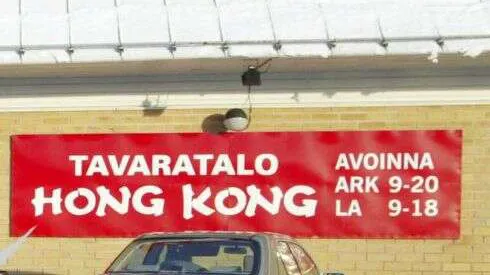 TAVARATALO
HONG KONG
AVOINNA
ARK 9-20
LA 9-18